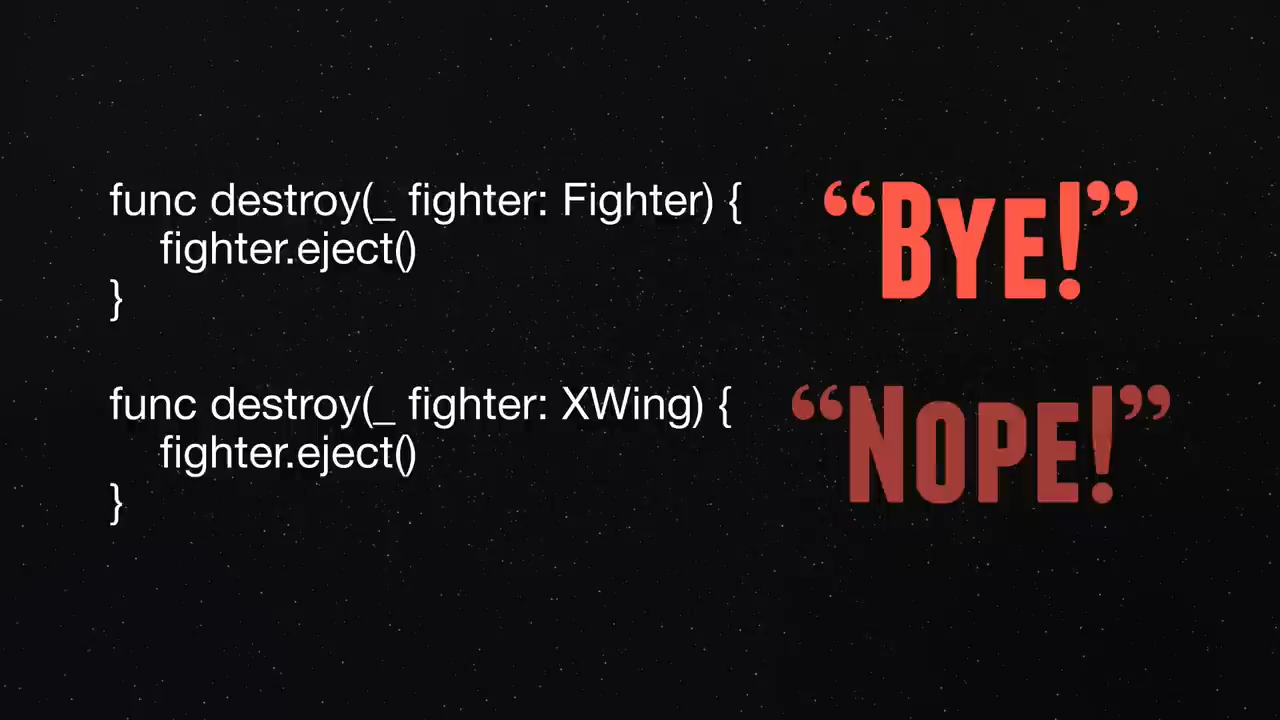 func destroy(_ fighter: Fighter) {
fighter.eject()
}
“BYE!”
func destroy(_ fighter: XWing) {
fighter.eject()
}
“NOPE!”